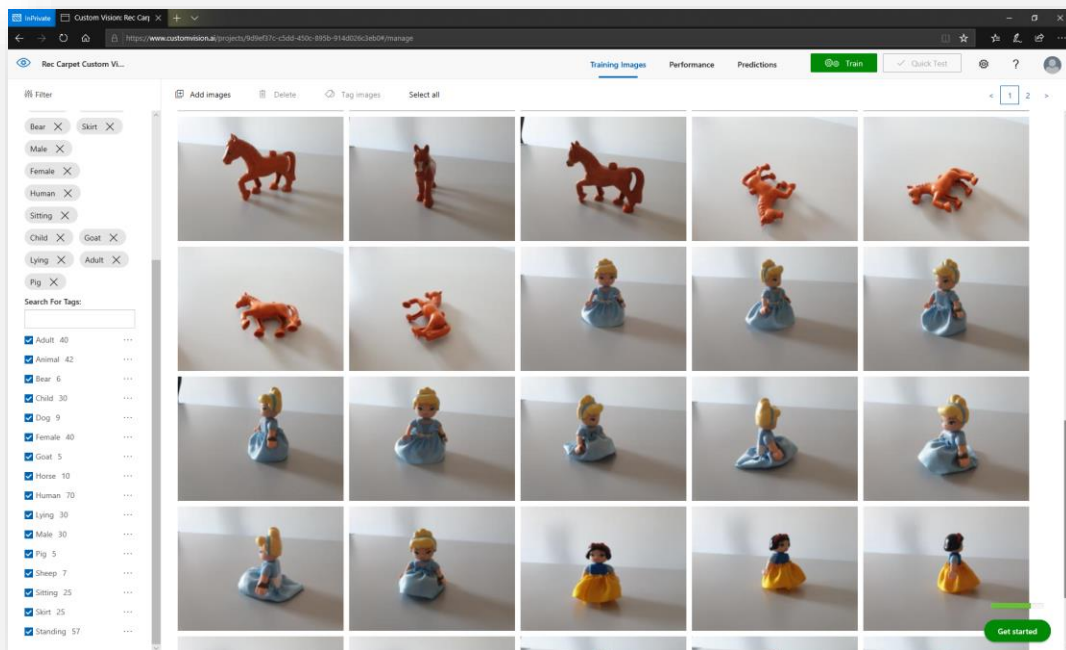 InPrivate
Custom Vision: Rec Carp
https://www.customvision.ai/projects/9d9ef37c-c5dd-450c-895b-914d026c3eb0#/manage
Rec Carpet Custom Vi...
Training Images Performance Predictions Train Quick Test ?
Filter
Add images Delete Tag images Select all
1 2
Bear Skirt
Male
Female
Human
Sitting
Child Goat
Lying Adult
Pig
Search For Tags:
Adult 40
Animal 42
Bear 6
Child 30
Dog 9
Female 40
Goat 5
Horse 10
Human 70
Lying 30
Male 30
Pig 5
Sheep 7
Sitting 25
Skirt 25
Standing 57
Get started